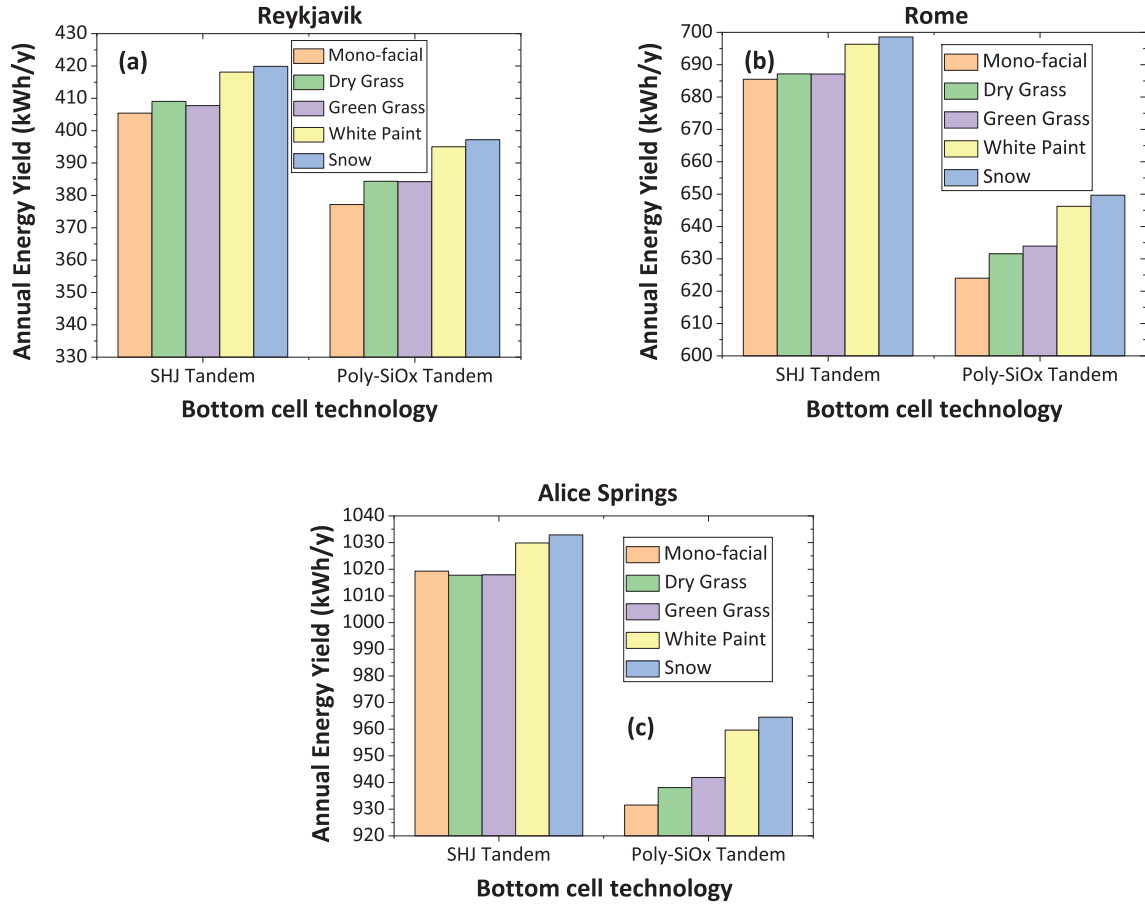 Reykjavik
(a)
Annual Energy Yield (kWh/y)
430
420
410
400
390
380
370
360
350
340
330
Mono-facial
Dry Grass
Green Grass
White Paint
Snow
SHJ Tandem
Poly-SiOx Tandem
Bottom cell technology
Rome
(b)
Annual Energy Yield (kWh/y)
700
690
680
670
660
650
640
630
620
610
600
Mono-facial
Dry Grass
Green Grass
White Paint
Snow
SHJ Tandem
Poly-SiOx Tandem
Bottom cell technology
Alice Springs
Annual Energy Yield (kWh/y)
1040
1030
1020
1010
1000
990
980
970
960
950
940
930
920
Mono-facial
Dry Grass
Green Grass
White Paint
Snow
(c)
SHJ Tandem
Poly-SiOx Tandem
Bottom cell technology